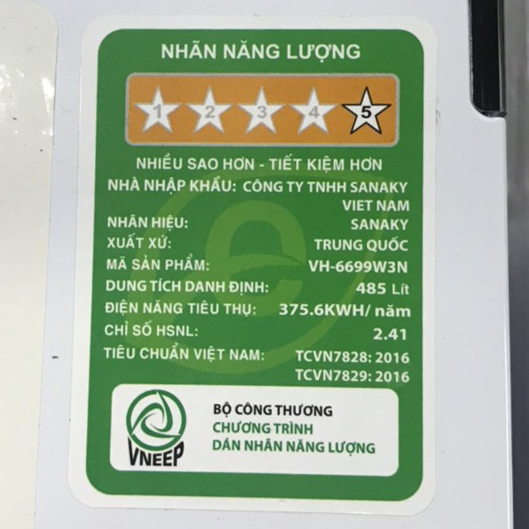 NHÃN NĂNG LƯỢNG
1 2 3 4 5
NHIỀU SAO HƠN - TIẾT KIỆM HƠN
NHÀ NHẬP KHẨU: CÔNG TY TNHH SANAKY
VIET NAM
NHÃN HIỆU: SANAKY
XUẤT XỨ: TRUNG QUỐC
MÃ SẢN PHẨM: VH-6699W3N
DUNG TÍCH DANH ĐỊNH: 485 Lít
ĐIỆN NĂNG TIÊU THỤ: 375.6KWH/ năm
CHỈ SỐ HSNL: 2.41
TIÊU CHUẨN VIỆT NAM: TCVN7828: 2016
TCVN7829: 2016
BỘ CÔNG THƯƠNG
CHƯƠNG TRÌNH
DÁN NHÃN NĂNG LƯỢNG
VNEEP